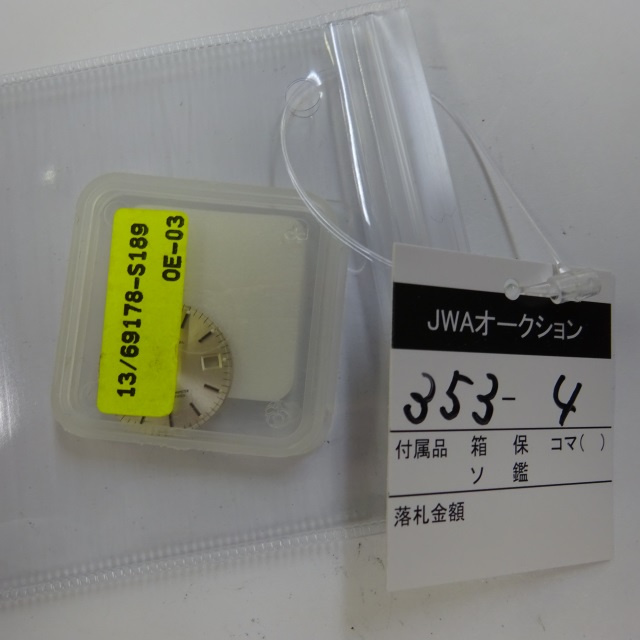 13/69178-S189
0E-03
JWAオークション
353-4
付属品 箱 保 コマ( )
ソ 鑑
落札金額